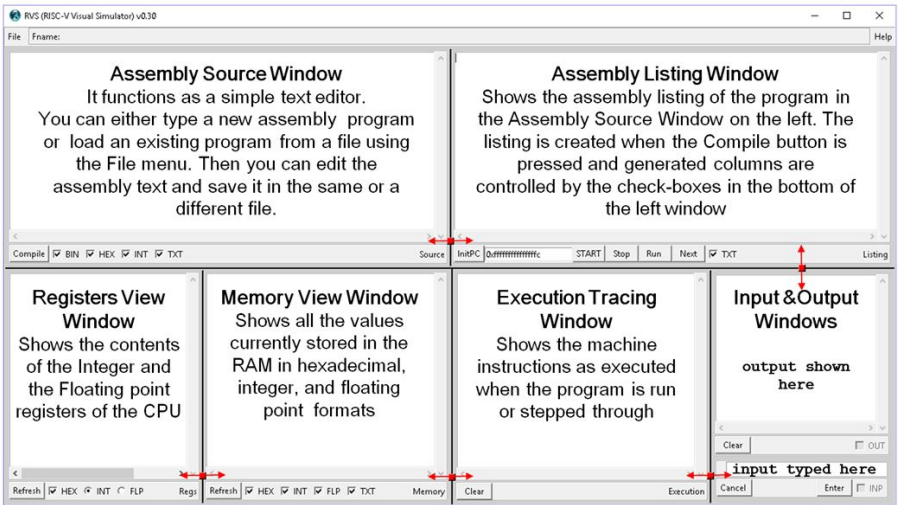 RVS (RISC-V Visual Simulator) v0.30
File Fname: Help
Assembly Source Window
It functions as a simple text editor.
You can either type a new assembly program
or load an existing program from a file using
the File menu. Then you can edit the
assembly text and save it in the same or a
different file.
Compile BIN HEX INT TXT Source
Assembly Listing Window
Shows the assembly listing of the program in
the Assembly Source Window on the left. The
listing is created when the Compile button is
pressed and generated columns are
controlled by the check-boxes in the bottom of
the left window
InitPC 0xfffffffffffffffc START Stop Run Next TXT Listing
Registers View
Window
Shows the contents
of the Integer and
the Floating point
registers of the CPU
Refresh HEX INT FLP Regs
Memory View Window
Shows all the values
currently stored in the
RAM in hexadecimal,
integer, and floating
point formats
Refresh HEX INT FLP TXT Memory
Execution Tracing
Window
Shows the machine
instructions as executed
when the program is run
or stepped through
Clear Execution
Input &Output
Windows
output shown
here
Clear OUT
input typed here
Cancel Enter INP